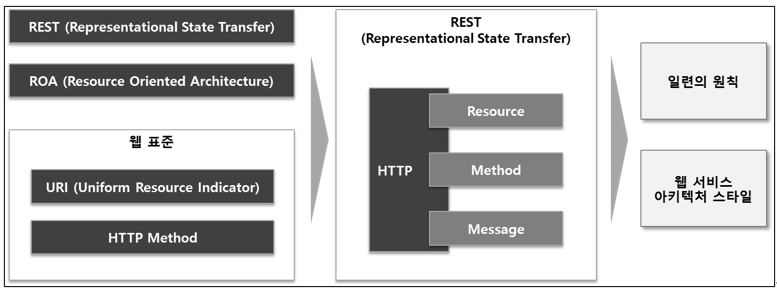 REST (Representational State Transfer)
ROA (Resource Oriented Architecture)
웹 표준
URI (Uniform Resource Indicator)
HTTP Method
REST
(Representational State Transfer)
HTTP
Resource
Method
Message
일련의 원칙
웹 서비스
아키텍처 스타일